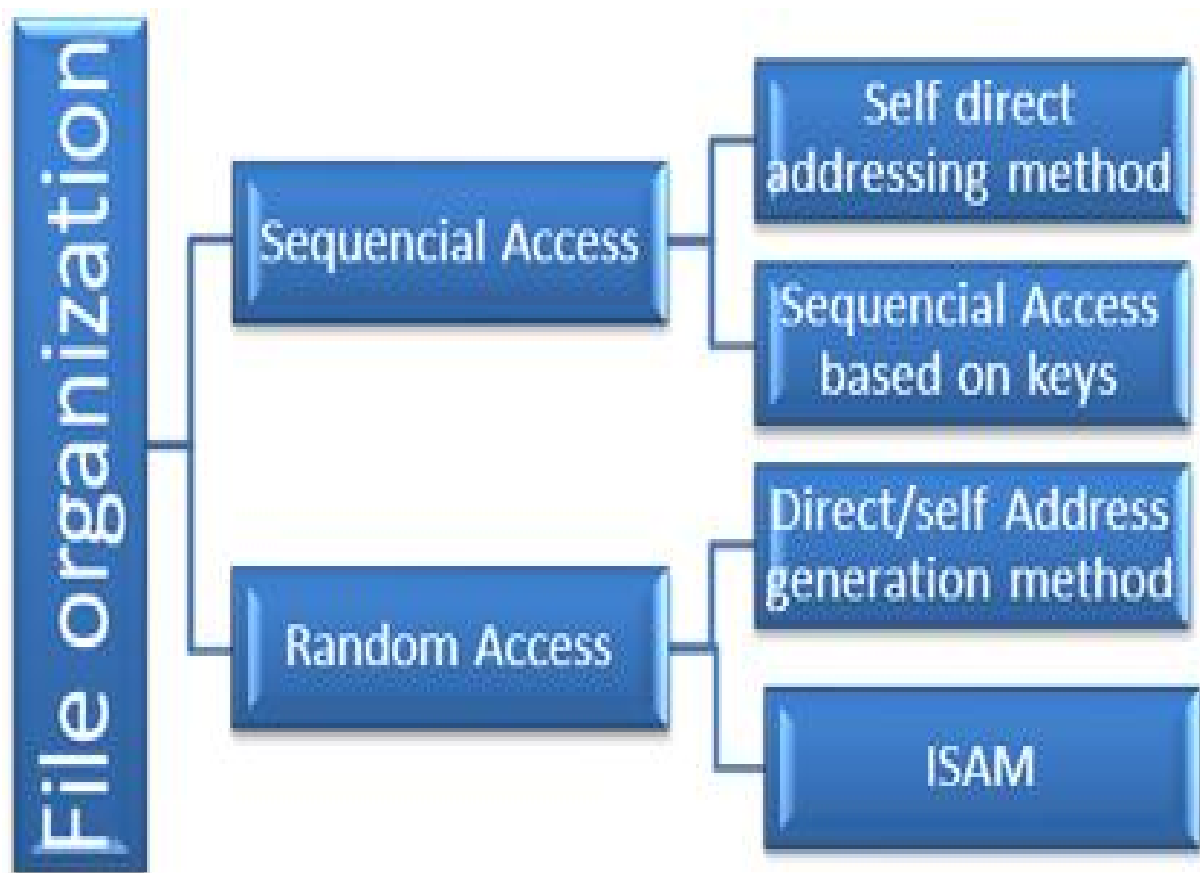 File organization
Sequencial Access
Self direct
addressing method
Sequencial Access
based on keys
Random Access
Direct/self Address
generation method
ISAM